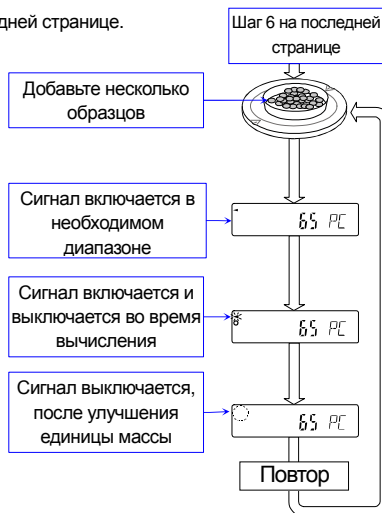 дней странице.
Шаг 6 на последней
странице
Добавьте несколько
образцов
Сигнал включается в
необходимом
диапазоне
65 PC
Сигнал включается и
выключается во время
вычисления
65 PC
Сигнал выключается,
после улучшения
единицы массы
65 PC
Повтор